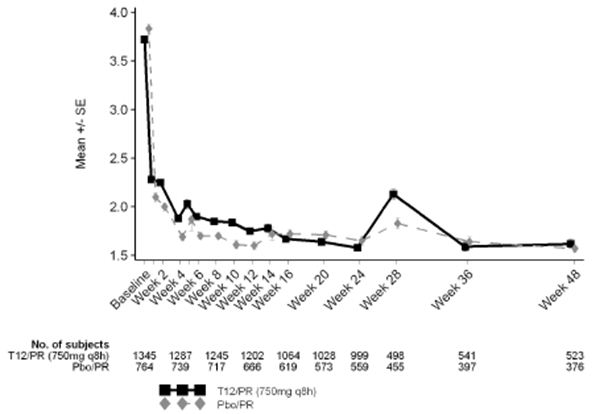 4.0
3.5
3.0
2.5
2.0
1.5
Mean +/- SE
Baseline Week 2 Week 4 Week 6 Week 8 Week 10 Week 12 Week 14 Week 16 Week 20 Week 24 Week 28 Week 36 Week 48
No. of subjects
T12/PR (750mg q8h) 1345 1287 1245 1202 1064 1028 999 498 541 523
Pbo/PR 764 739 717 666 619 573 559 455 397 376
T12/PR (750mg q8h)
Pbo/PR